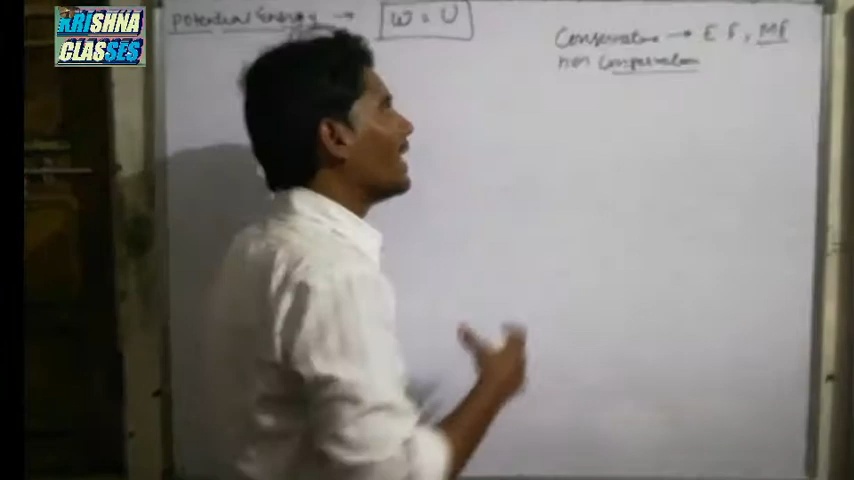 KRISHNA
CLASSES
Potential Energy → W = U
Conservative → E F, MF
non Conservative